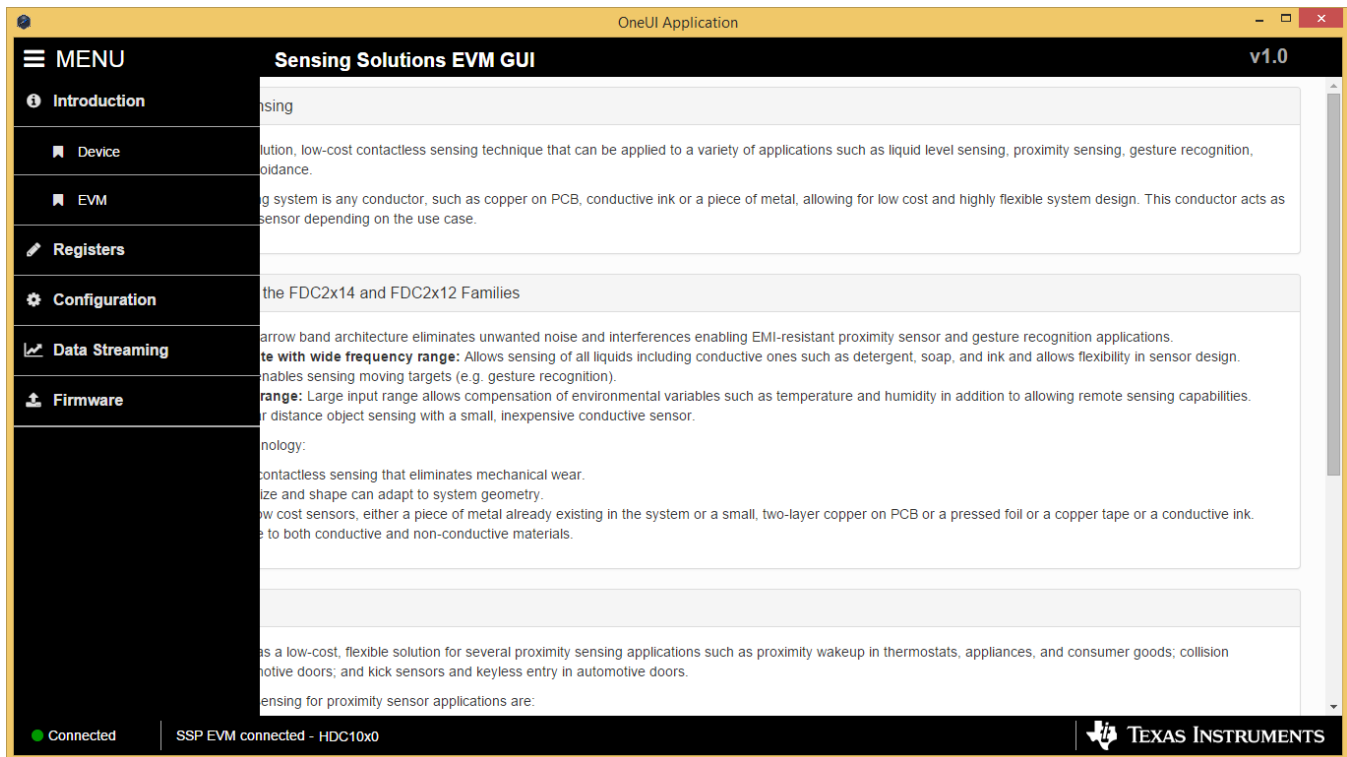 OneUI Application
MENU
Sensing Solutions EVM GUI
v1.0
Introduction
Device
EVM
Registers
Configuration
Data Streaming
Firmware
nsing
lution, low-cost contactless sensing technique that can be applied to a variety of applications such as liquid level sensing, proximity sensing, gesture recognition,
oidance.
g system is any conductor, such as copper on PCB, conductive ink or a piece of metal, allowing for low cost and highly flexible system design. This conductor acts as
sensor depending on the use case.
the FDC2x14 and FDC2x12 Families
arrow band architecture eliminates unwanted noise and interferences enabling EMI-resistant proximity sensor and gesture recognition applications.
te with wide frequency range: Allows sensing of all liquids including conductive ones such as detergent, soap, and ink and allows flexibility in sensor design.
enables sensing moving targets (e.g. gesture recognition).
range: Large input range allows compensation of environmental variables such as temperature and humidity in addition to allowing remote sensing capabilities.
r distance object sensing with a small, inexpensive conductive sensor.
nology:
contactless sensing that eliminates mechanical wear.
ize and shape can adapt to system geometry.
ow cost sensors, either a piece of metal already existing in the system or a small, two-layer copper on PCB or a pressed foil or a copper tape or a conductive ink.
e to both conductive and non-conductive materials.
as a low-cost, flexible solution for several proximity sensing applications such as proximity wakeup in thermostats, appliances, and consumer goods; collision
motive doors; and kick sensors and keyless entry in automotive doors.
ensing for proximity sensor applications are:
Connected
SSP EVM connected - HDC10x0
TEXAS INSTRUMENTS